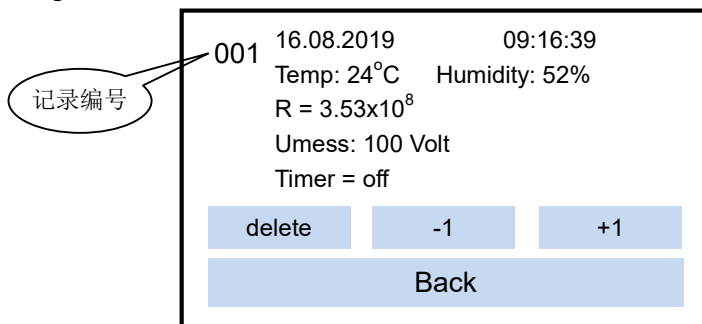 001 16.08.2019 09:16:39
记录编号
Temp: 24°C Humidity: 52%
R = 3.53x10⁸
Umess: 100 Volt
Timer = off
delete -1 +1
Back